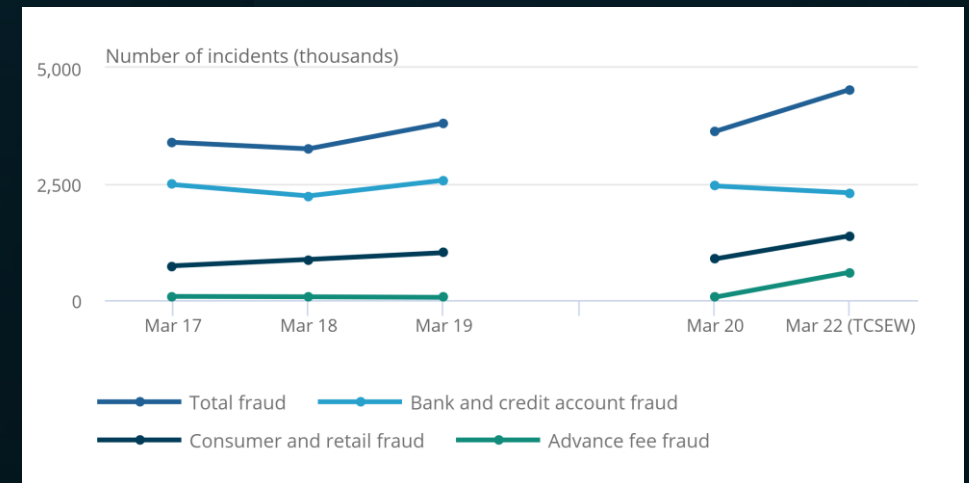 Number of incidents (thousands)
5,000
2,500
0
Mar 17 Mar 18 Mar 19 Mar 20 Mar 22 (TCSEW)
Total fraud Bank and credit account fraud
Consumer and retail fraud Advance fee fraud